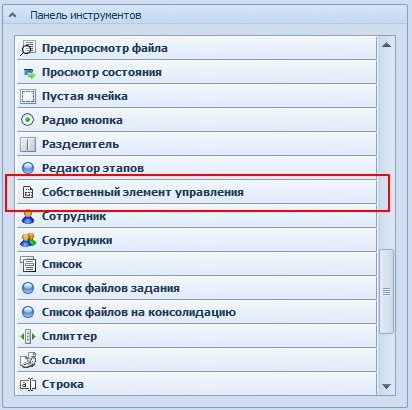 Панель инструментов
Предпросмотр файла
Просмотр состояния
Пустая ячейка
Радио кнопка
Разделитель
Редактор этапов
Собственный элемент управления
Сотрудник
Сотрудники
Список
Список файлов задания
Список файлов на консолидацию
Сплиттер
Ссылки
Строка